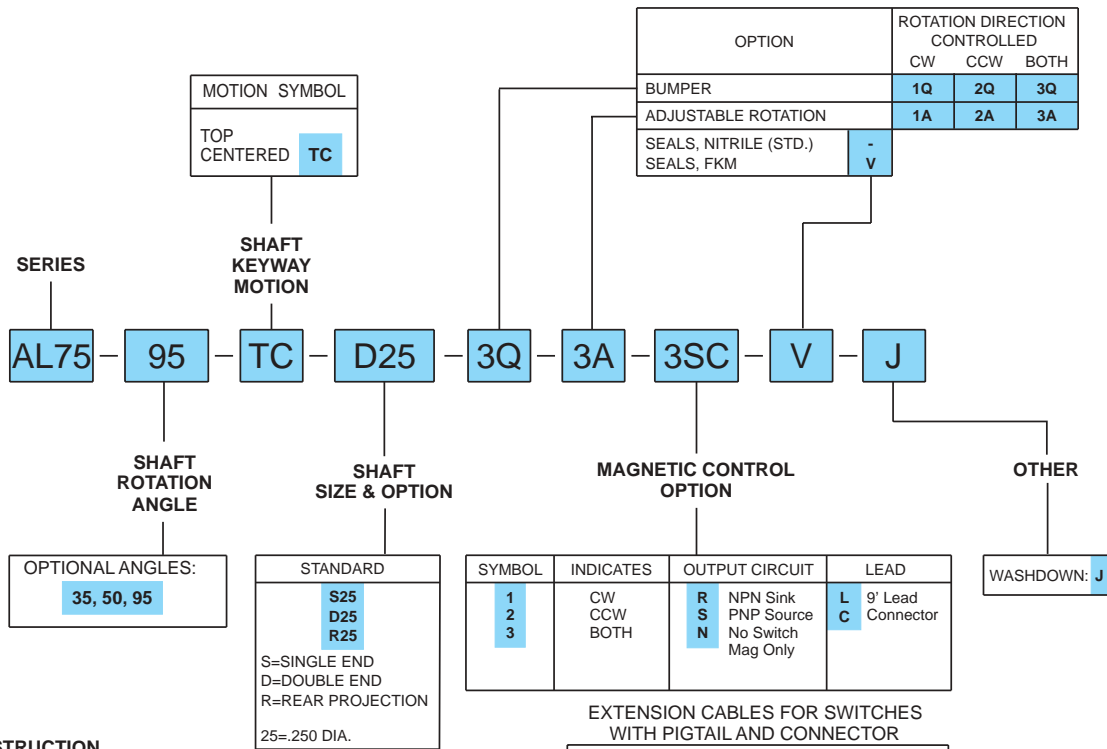 OPTION
ROTATION DIRECTION
CONTROLLED
CW CCW BOTH
BUMPER 1Q 2Q 3Q
ADJUSTABLE ROTATION 1A 2A 3A
SEALS, NITRILE (STD.) -
SEALS, FKM V
MOTION SYMBOL
TOP
CENTERED TC
SERIES
SHAFT
KEYWAY
MOTION
AL75 - 95 - TC - D25 - 3Q - 3A - 3SC - V - J
SHAFT
ROTATION
ANGLE
SHAFT
SIZE & OPTION
MAGNETIC CONTROL
OPTION
OTHER
OPTIONAL ANGLES:
35, 50, 95
STANDARD
S25
D25
R25
S=SINGLE END
D=DOUBLE END
R=REAR PROJECTION
25=.250 DIA.
SYMBOL INDICATES OUTPUT CIRCUIT LEAD
1 CW R NPN Sink L 9' Lead
2 CCW S PNP Source C Connector
3 BOTH N No Switch
Mag Only
WASHDOWN: J
EXTENSION CABLES FOR SWITCHES
WITH PIGTAIL AND CONNECTOR
STRUCTION